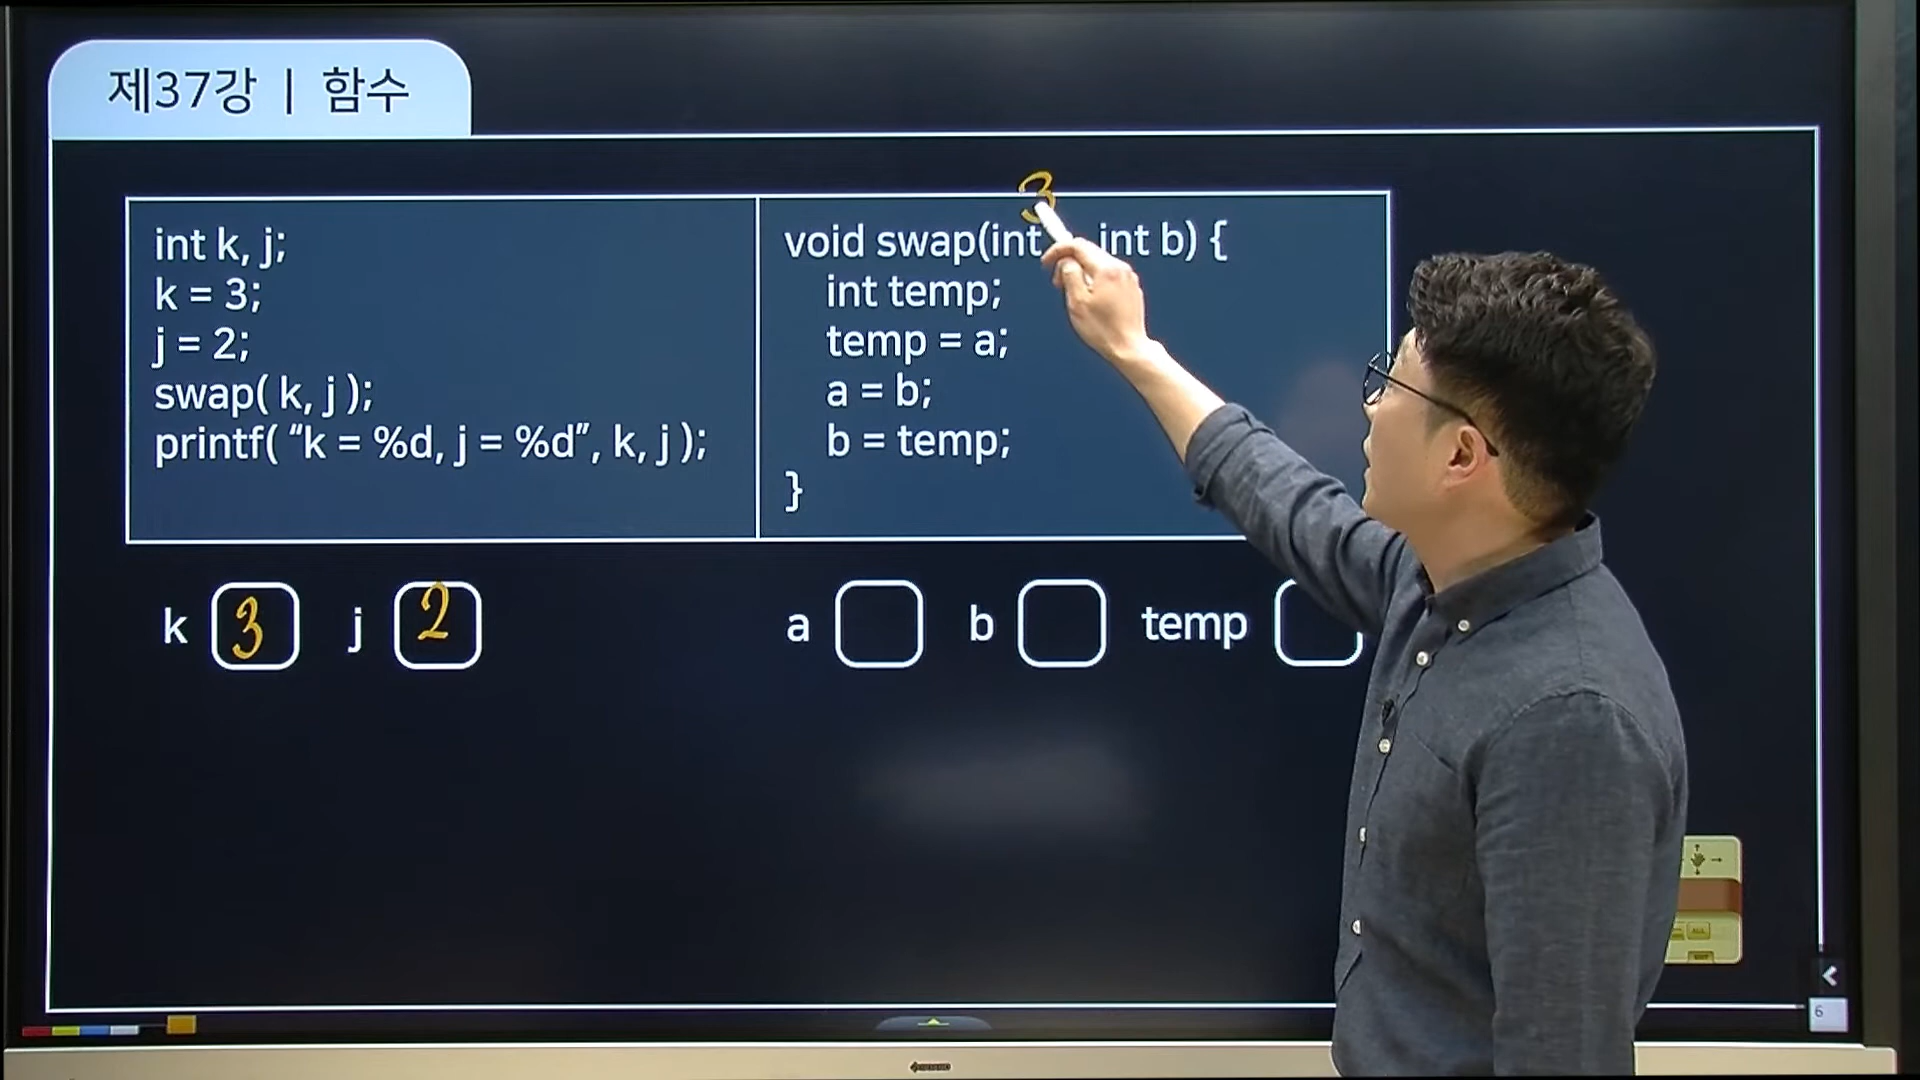 제37강 | 함수
int k, j;
k = 3;
j = 2;
swap( k, j );
printf( “k = %d, j = %d”, k, j );
3
void swap(int int b) {
int temp;
temp = a;
a = b;
b = temp;
}
k 3 j 2
a b temp
6